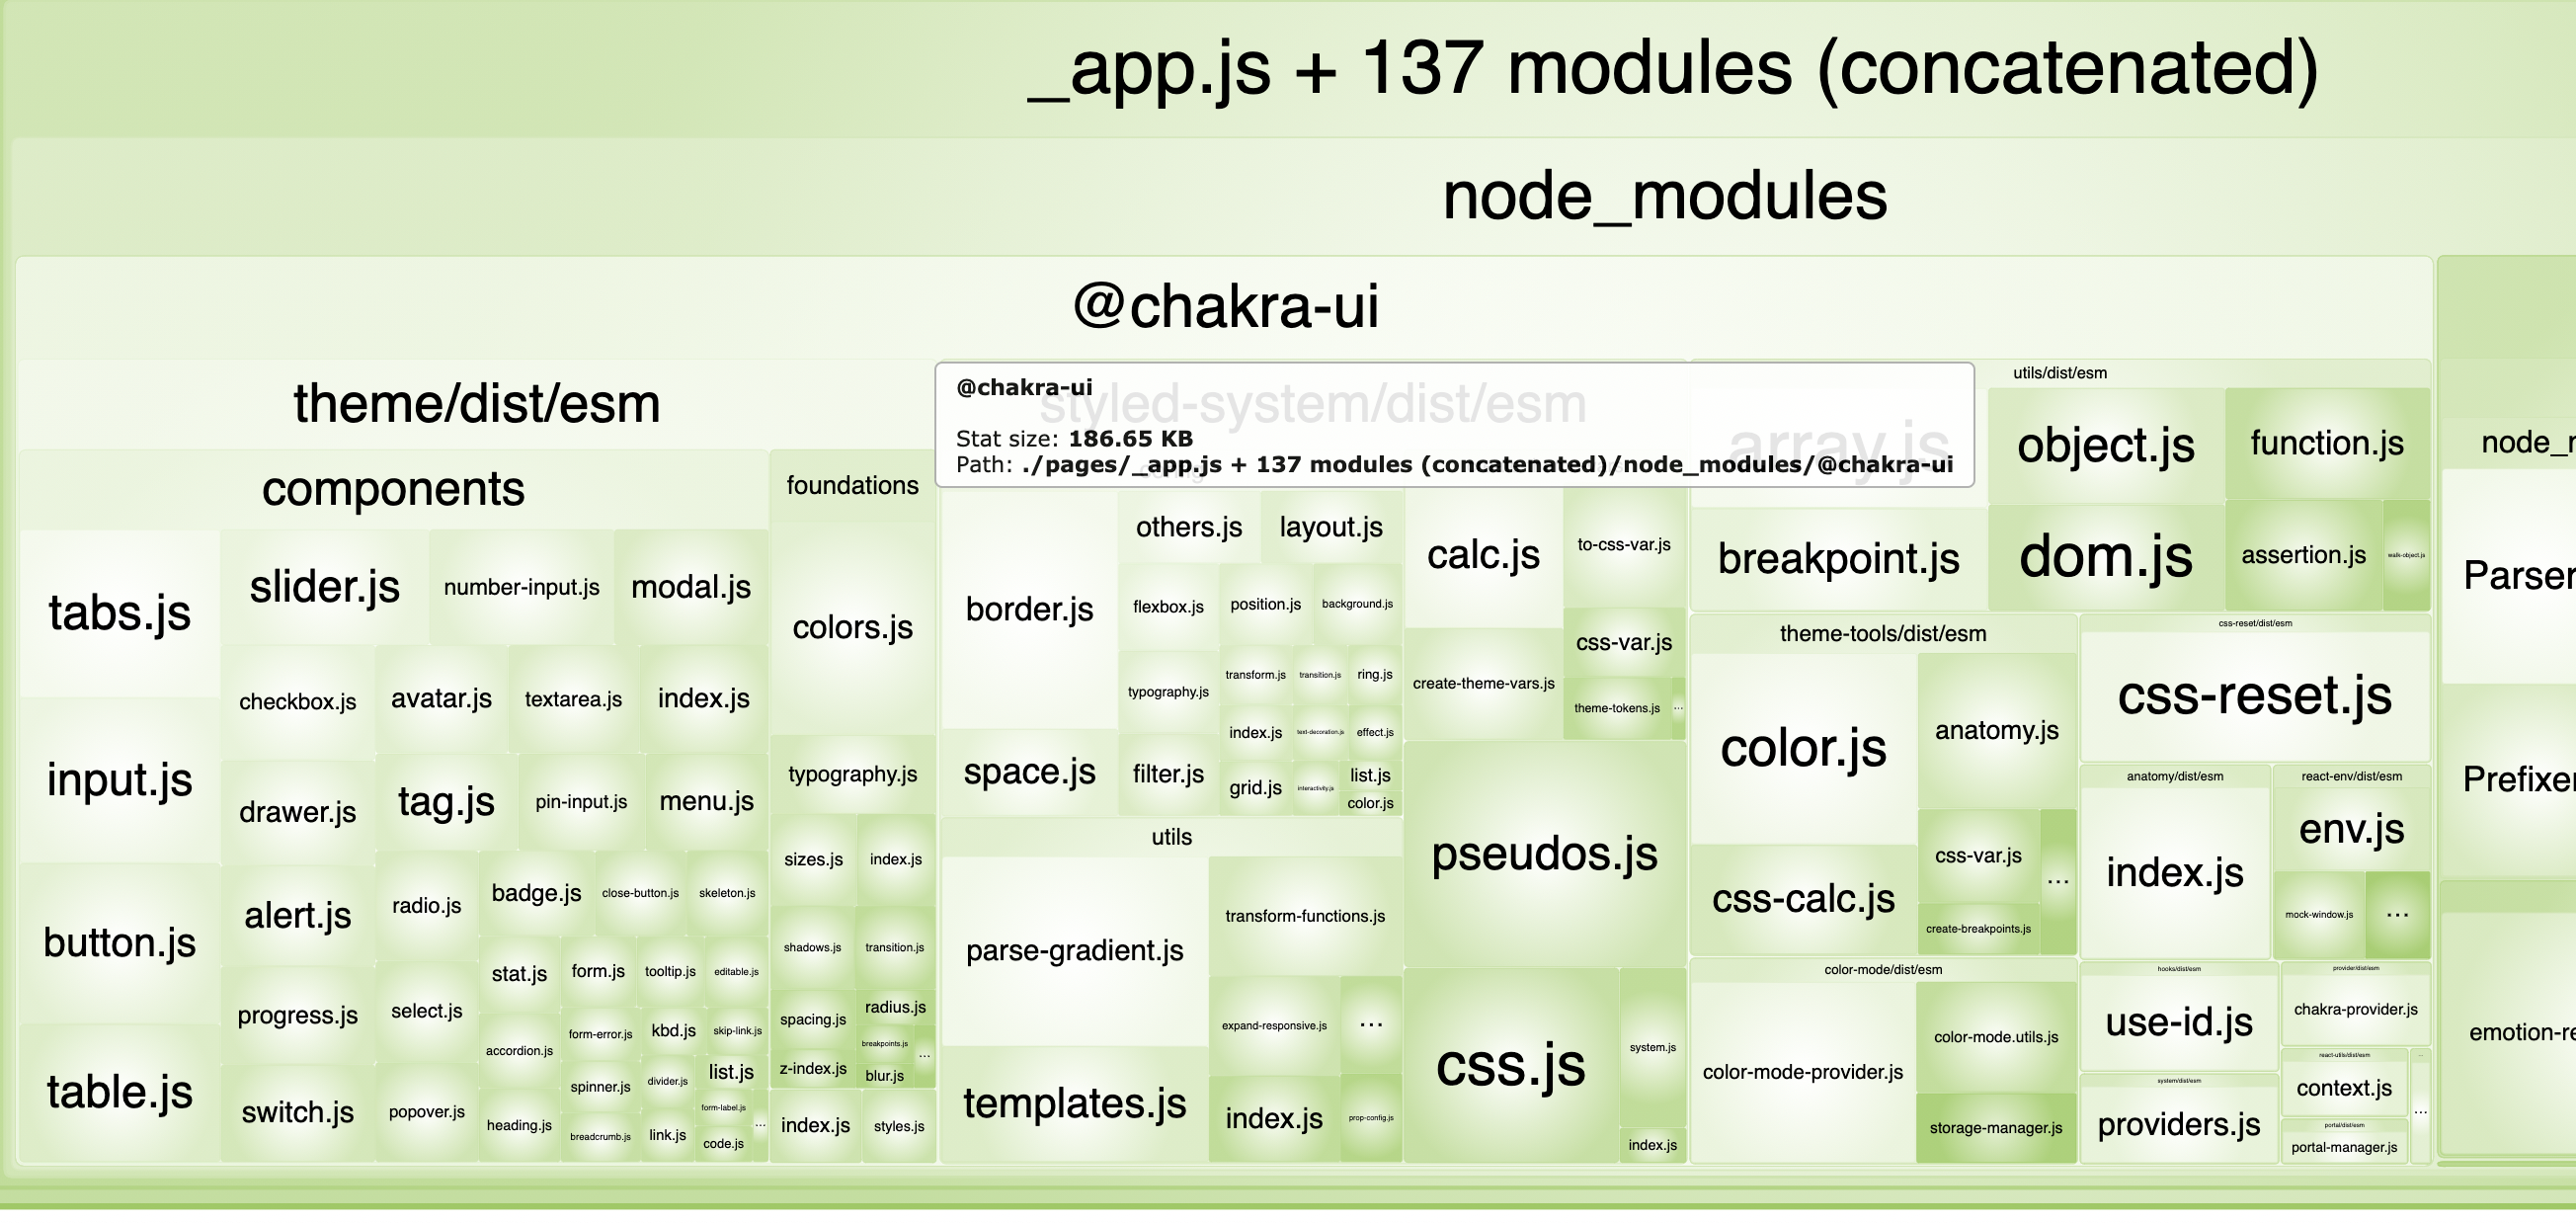 _app.js + 137 modules (concatenated)
node_modules
@chakra-ui
theme/dist/esm
styled-system/dist/esm
utils/dist/esm
@chakra-ui
Stat size: 186.65 KB
Path: ./pages/_app.js + 137 modules (concatenated)/node_modules/@chakra-ui
components
foundations
config
array.js
object.js
function.js
breakpoint.js
dom.js
assertion.js
walk-object.js
tabs.js
slider.js
number-input.js
modal.js
checkbox.js
avatar.js
textarea.js
index.js
input.js
drawer.js
tag.js
pin-input.js
menu.js
button.js
alert.js
radio.js
badge.js
close-button.js
skeleton.js
stat.js
form.js
tooltip.js
editable.js
progress.js
select.js
accordion.js
form-error.js
kbd.js
skip-link.js
table.js
switch.js
popover.js
heading.js
spinner.js
divider.js
list.js
form-label.js
breadcrumb.js
link.js
code.js
...
colors.js
typography.js
sizes.js
index.js
shadows.js
transition.js
spacing.js
radius.js
breakpoints.js
...
z-index.js
blur.js
index.js
styles.js
border.js
others.js
layout.js
flexbox.js
position.js
background.js
typography.js
transform.js
transition.js
ring.js
index.js
text-decoration.js
effect.js
space.js
filter.js
grid.js
interactivity.js
list.js
color.js
utils
parse-gradient.js
transform-functions.js
expand-responsive.js
...
templates.js
index.js
prop-config.js
calc.js
to-css-var.js
css-var.js
create-theme-vars.js
theme-tokens.js
...
pseudos.js
css.js
system.js
index.js
theme-tools/dist/esm
color.js
anatomy.js
css-calc.js
css-var.js
...
create-breakpoints.js
color-mode/dist/esm
color-mode-provider.js
color-mode.utils.js
storage-manager.js
css-reset/dist/esm
css-reset.js
anatomy/dist/esm
index.js
react-env/dist/esm
env.js
mock-window.js
...
hooks/dist/esm
use-id.js
provider/dist/esm
chakra-provider.js
react-utils/dist/esm
context.js
system/dist/esm
providers.js
portal/dist/esm
portal-manager.js
...
node_r
Parser
Prefixer
emotion-re